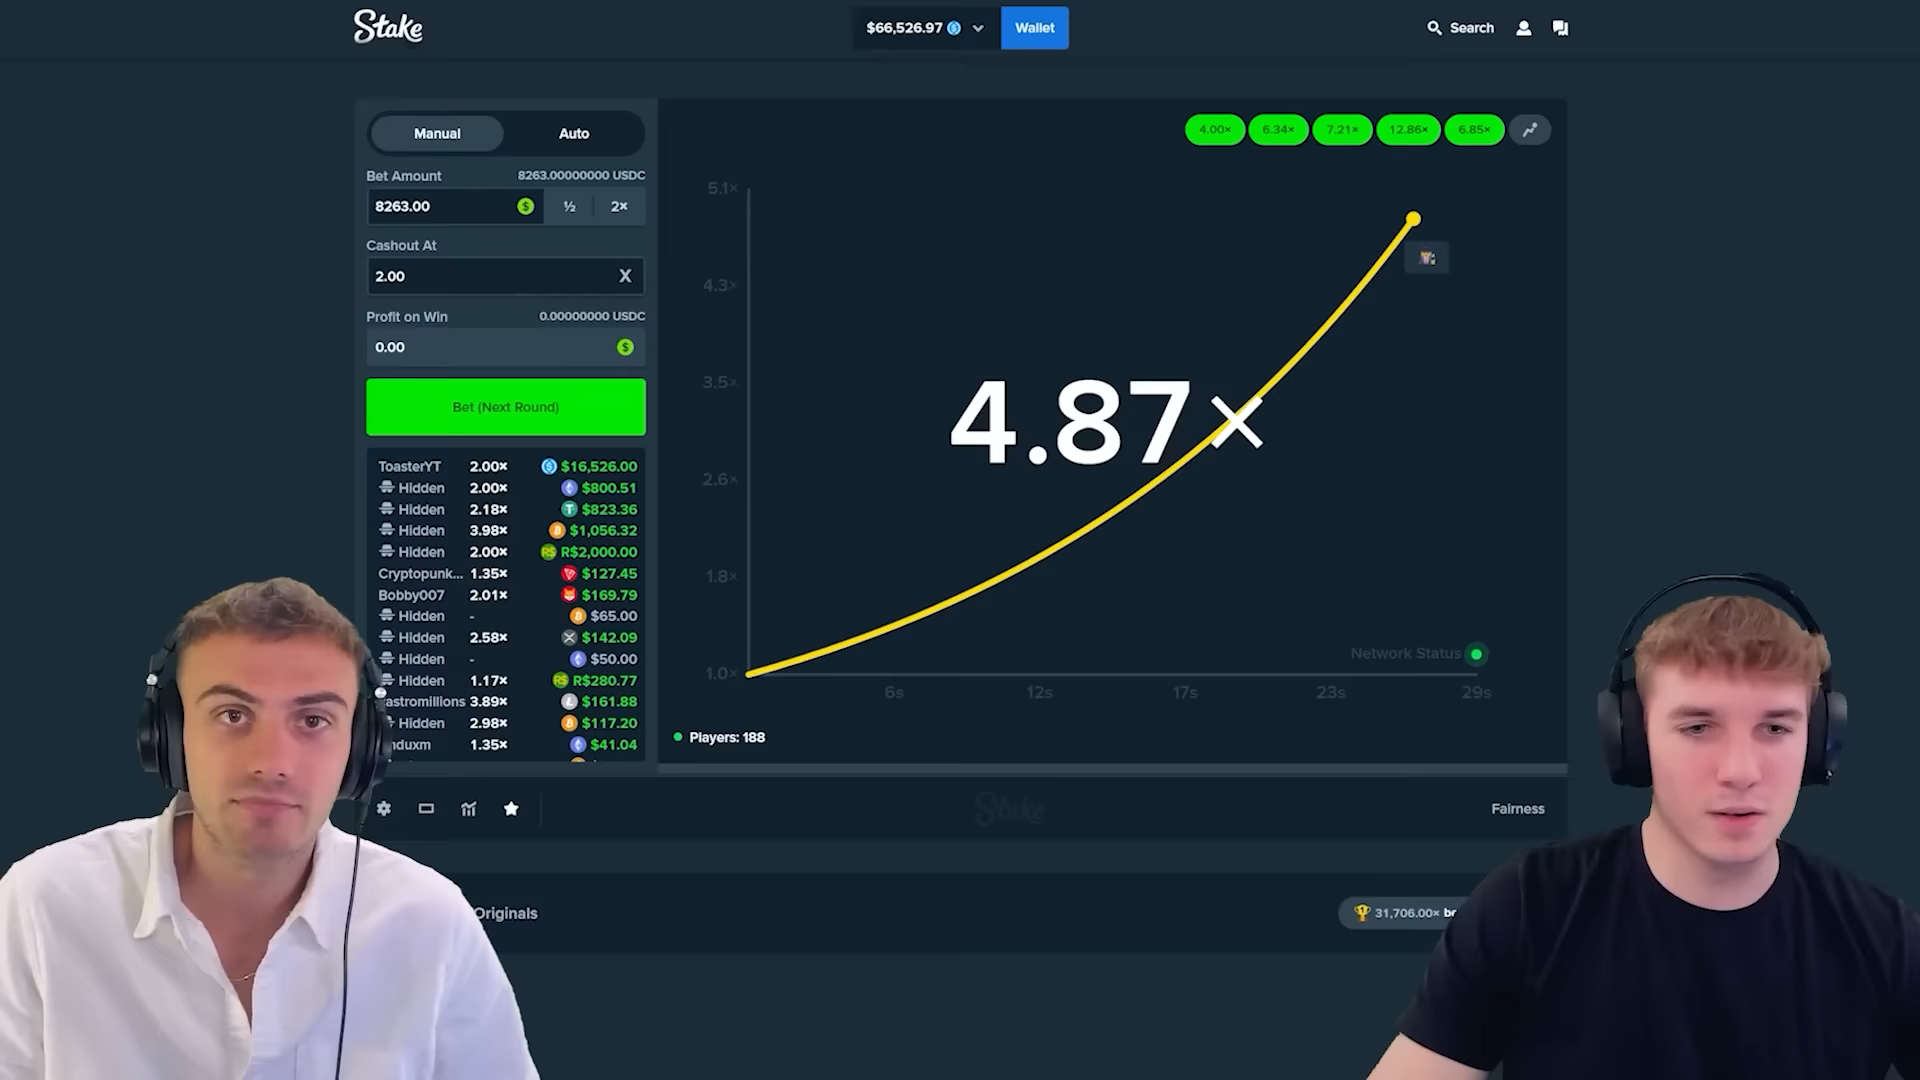 Stake
$66,526.97
Wallet
Search
Manual
Auto
Bet Amount
8263.00000000 USDC
8263.00
½
2×
Cashout At
2.00
X
Profit on Win
0.00000000 USDC
0.00
Bet (Next Round)
ToasterYT 2.00× $16,526.00
Hidden 2.00× $800.51
Hidden 2.18× $823.36
Hidden 3.98× $1,056.32
Hidden 2.00× R$2,000.00
Cryptopunk... 1.35× $127.45
Bobby007 2.01× $169.79
Hidden - $65.00
Hidden 2.58× $142.09
Hidden - $50.00
Hidden 1.17× R$280.77
astromillions 3.89× $161.88
Hidden 2.98× $117.20
nduxm 1.35× $41.04
4.00×
6.34×
7.21×
12.86×
6.85×
5.1×
4.3×
3.5×
2.6×
1.8×
1.0×
4.87×
Network Status
6s
12s
17s
23s
29s
Players: 188
Stake
Fairness
Originals
31,706.00×